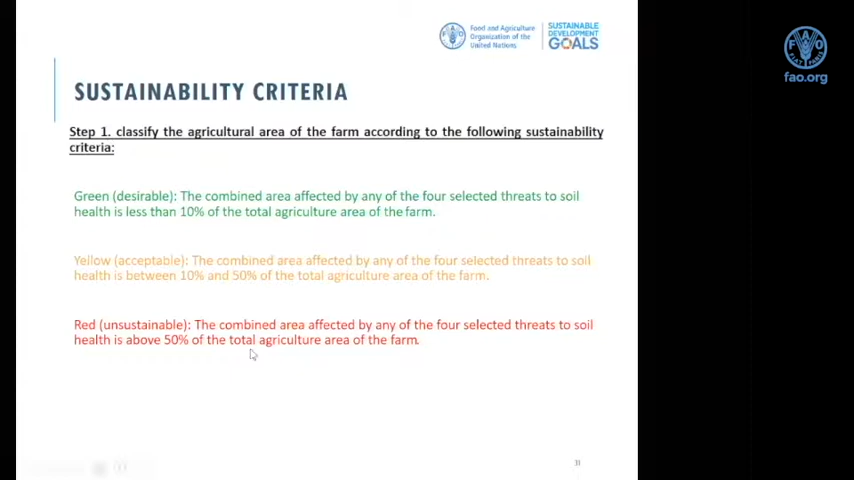 Food and Agriculture
Organization of the
United Nations
SUSTAINABLE
DEVELOPMENT
GOALS
FAO
FIAT PANIS
fao.org
SUSTAINABILITY CRITERIA
Step 1. classify the agricultural area of the farm according to the following sustainability
criteria:
Green (desirable): The combined area affected by any of the four selected threats to soil
health is less than 10% of the total agriculture area of the farm.
Yellow (acceptable): The combined area affected by any of the four selected threats to soil
health is between 10% and 50% of the total agriculture area of the farm.
Red (unsustainable): The combined area affected by any of the four selected threats to soil
health is above 50% of the total agriculture area of the farm.